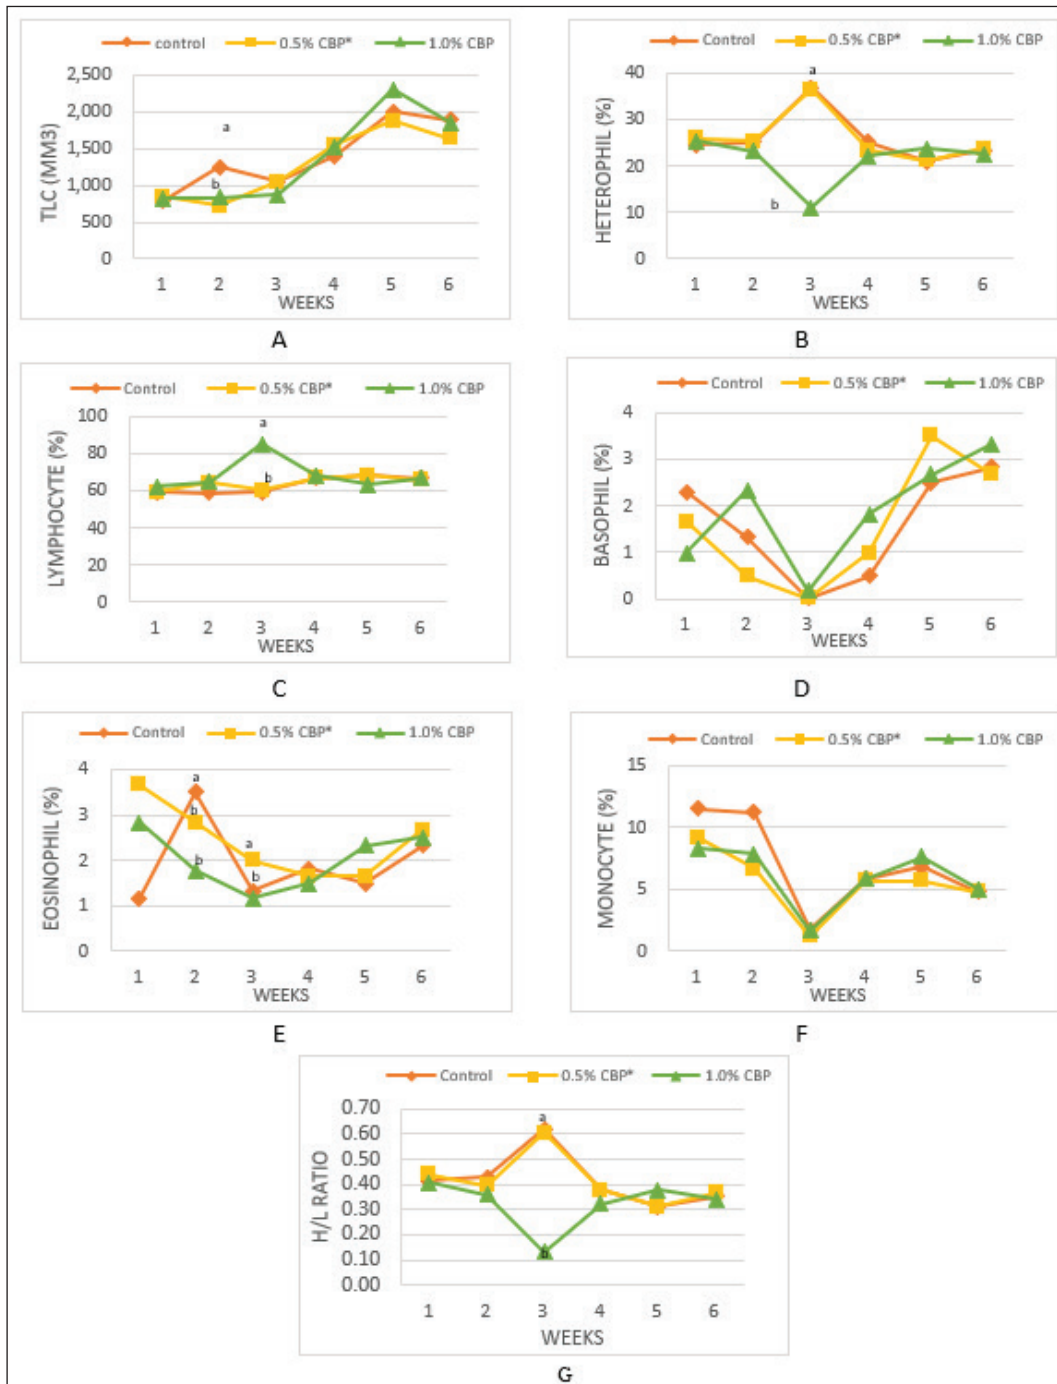 control 0.5% CBP* 1.0% CBP
TLC (MM3)
2,500
2,000
1,500
1,000
500
0
a
b
1 2 3 4 5 6
WEEKS
A
Control 0.5% CBP* 1.0% CBP
HETEROPHIL (%)
40
30
20
10
0
a
b
1 2 3 4 5 6
WEEKS
B
Control 0.5% CBP* 1.0% CBP
LYMPHOCYTE (%)
100
80
60
40
20
0
a
b
1 2 3 4 5 6
WEEKS
C
Control 0.5% CBP* 1.0% CBP
BASOPHIL (%)
4
3
2
1
0
1 2 3 4 5 6
WEEKS
D
Control 0.5% CBP* 1.0% CBP
EOSINOPHIL (%)
4
3
2
1
0
a
b
b
a
b
1 2 3 4 5 6
WEEKS
E
Control 0.5% CBP* 1.0% CBP
MONOCYTE (%)
15
10
5
0
1 2 3 4 5 6
WEEKS
F
Control 0.5% CBP* 1.0% CBP
H/L RATIO
0.70
0.60
0.50
0.40
0.30
0.20
0.10
0.00
a
b
1 2 3 4 5 6
WEEKS
G